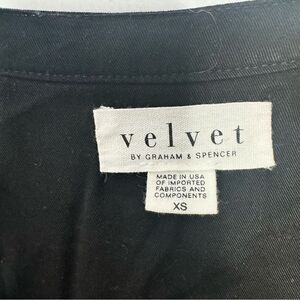 velvet
BY GRAHAM & SPENCER
MADE IN USA
OF IMPORTED
FABRICS AND
COMPONENTS
XS